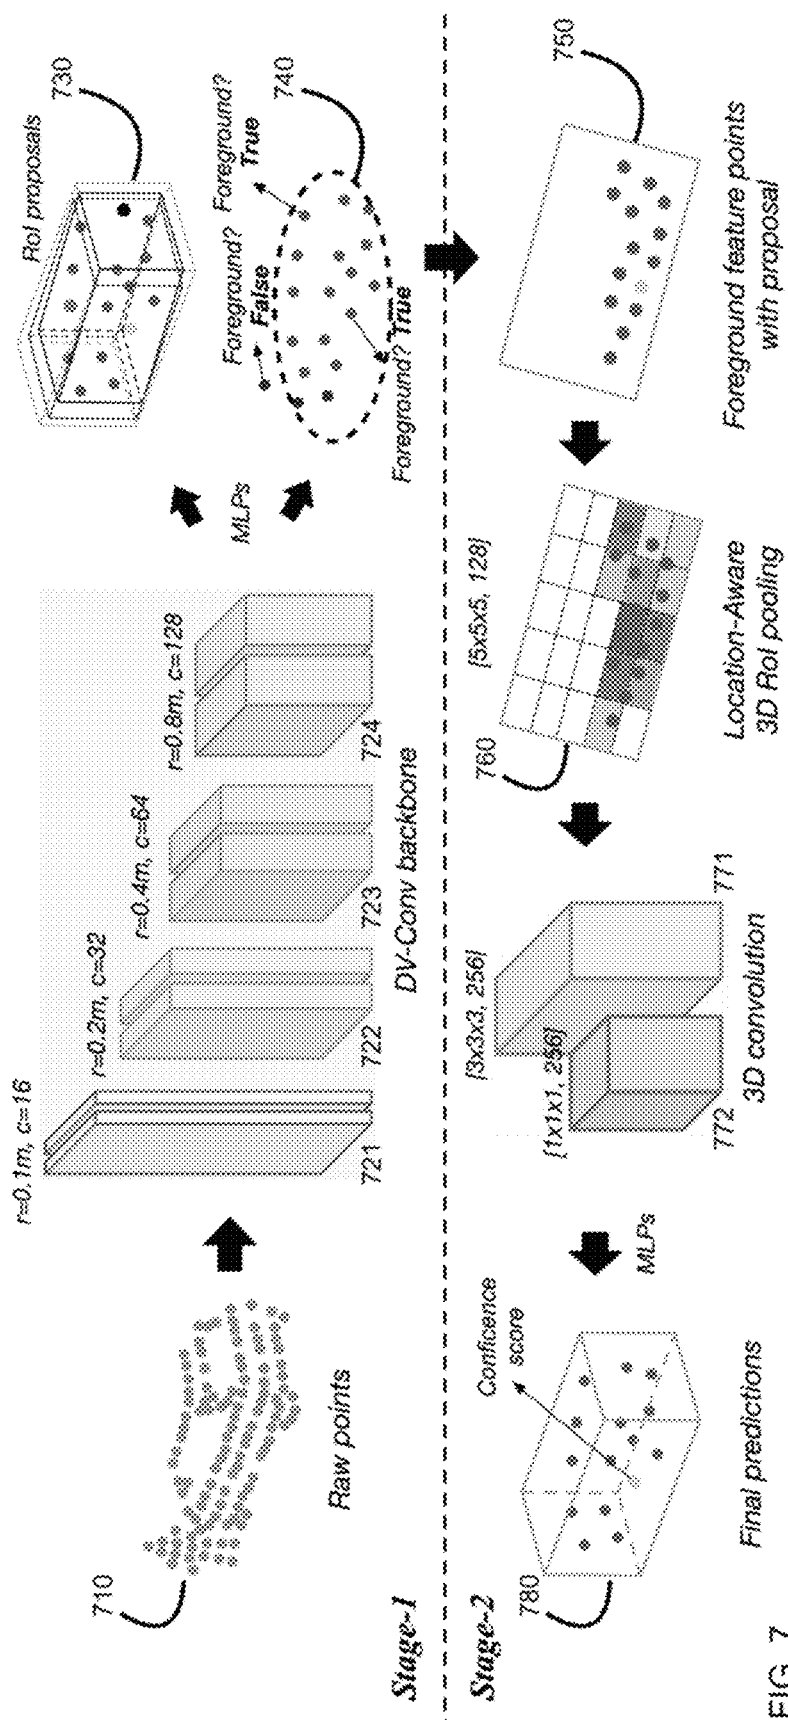 710
Raw points
Stage-1
r=0.1m, c=16
721
r=0.2m, c=32
722
r=0.4m, c=64
723
r=0.8m, c=128
724
DV-Conv backbone
MLPs
RoI proposals
730
Foreground?
False
Foreground?
True
Foreground? True
740
Stage-2
750
Foreground feature points
with proposal
[5x5x5, 128]
760
Location-Aware
3D RoI pooling
[3x3x3, 256]
771
[1x1x1, 256]
772
3D convolution
MLPs
Conficence
score
780
Final predictions
FIG. 7